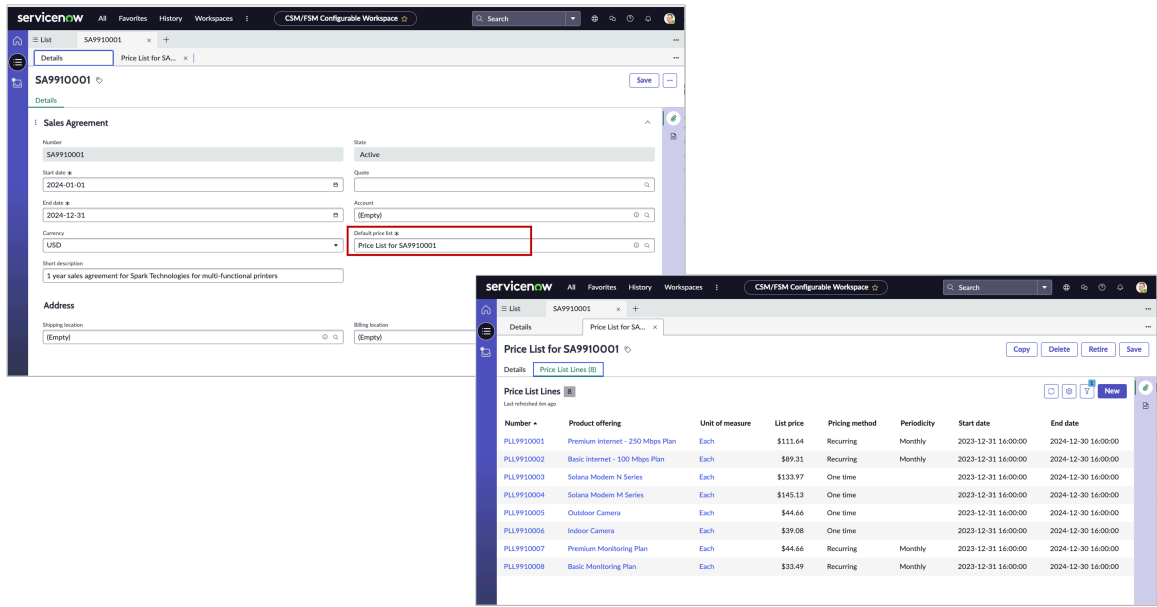 servicenow All Favorites History Workspaces CSM/FSM Configurable Workspace Search
List SA9910001
Details Price List for SA...
SA9910001 Save
Details
Sales Agreement
Number State
SA9910001 Active
Start date Quote
2024-01-01
End date Account
2024-12-31 (Empty)
Currency Default price list
USD Price List for SA9910001
Short description
1 year sales agreement for Spark Technologies for multi-functional printers
Address
Shipping location Billing location
(Empty) (Empty)
servicenow All Favorites History Workspaces CSM/FSM Configurable Workspace Search
List SA9910001
Details Price List for SA...
Price List for SA9910001 Copy Delete Retire Save
Details Price List Lines (8)
Price List Lines 8 1 New
Last refreshed 6m ago
Number Product offering Unit of measure List price Pricing method Periodicity Start date End date
PLL9910001 Premium internet - 250 Mbps Plan Each $111.64 Recurring Monthly 2023-12-31 16:00:00 2024-12-30 16:00:00
PLL9910002 Basic internet - 100 Mbps Plan Each $89.31 Recurring Monthly 2023-12-31 16:00:00 2024-12-30 16:00:00
PLL9910003 Solana Modem N Series Each $133.97 One time 2023-12-31 16:00:00 2024-12-30 16:00:00
PLL9910004 Solana Modem M Series Each $145.13 One time 2023-12-31 16:00:00 2024-12-30 16:00:00
PLL9910005 Outdoor Camera Each $44.66 One time 2023-12-31 16:00:00 2024-12-30 16:00:00
PLL9910006 Indoor Camera Each $39.08 One time 2023-12-31 16:00:00 2024-12-30 16:00:00
PLL9910007 Premium Monitoring Plan Each $44.66 Recurring Monthly 2023-12-31 16:00:00 2024-12-30 16:00:00
PLL9910008 Basic Monitoring Plan Each $33.49 Recurring Monthly 2023-12-31 16:00:00 2024-12-30 16:00:00